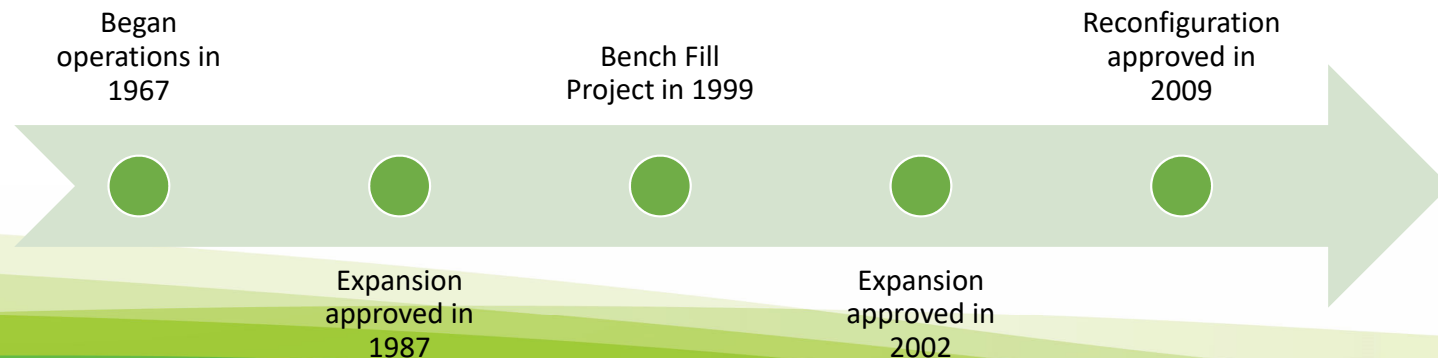 Began
operations in
1967
Expansion
approved in
1987
Bench Fill
Project in 1999
Expansion
approved in
2002
Reconfiguration
approved in
2009